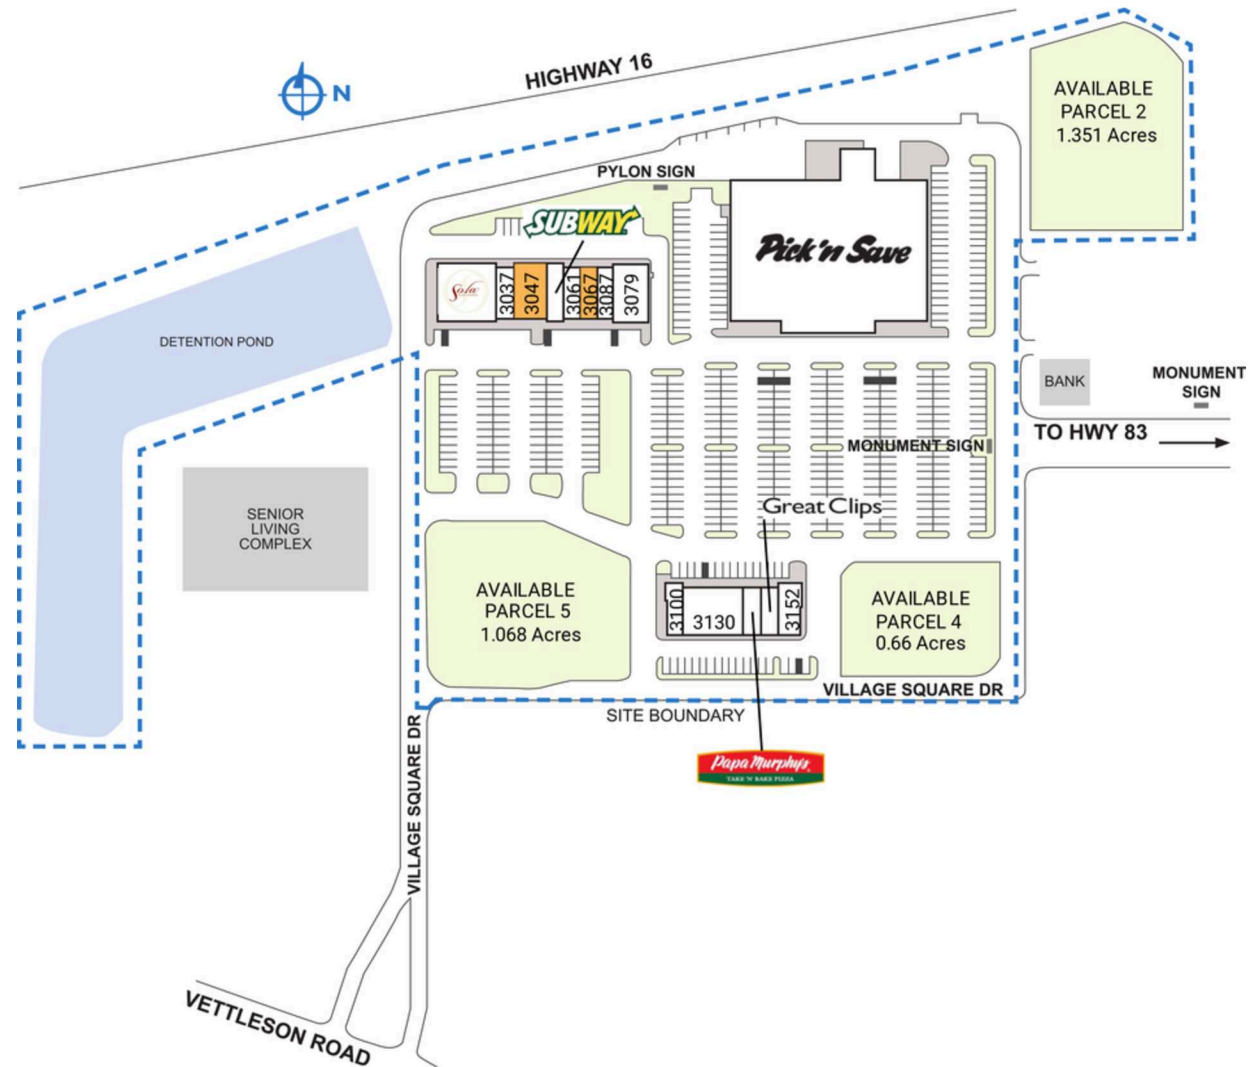 HIGHWAY 16
N
AVAILABLE
PARCEL 2
1.351 Acres
PYLON SIGN
SUBWAY
Pick 'n Save
Sola
3037
3047
3061
3067
3087
3079
DETENTION POND
BANK
MONUMENT
SIGN
TO HWY 83
MONUMENT SIGN
SENIOR
LIVING
COMPLEX
Great Clips
AVAILABLE
PARCEL 5
1.068 Acres
3100
3130
3152
AVAILABLE
PARCEL 4
0.66 Acres
VILLAGE SQUARE DR
SITE BOUNDARY
VILLAGE SQUARE DR
Papa Murphy's
TAKE 'N' BAKE PIZZA
VETTLESON ROAD